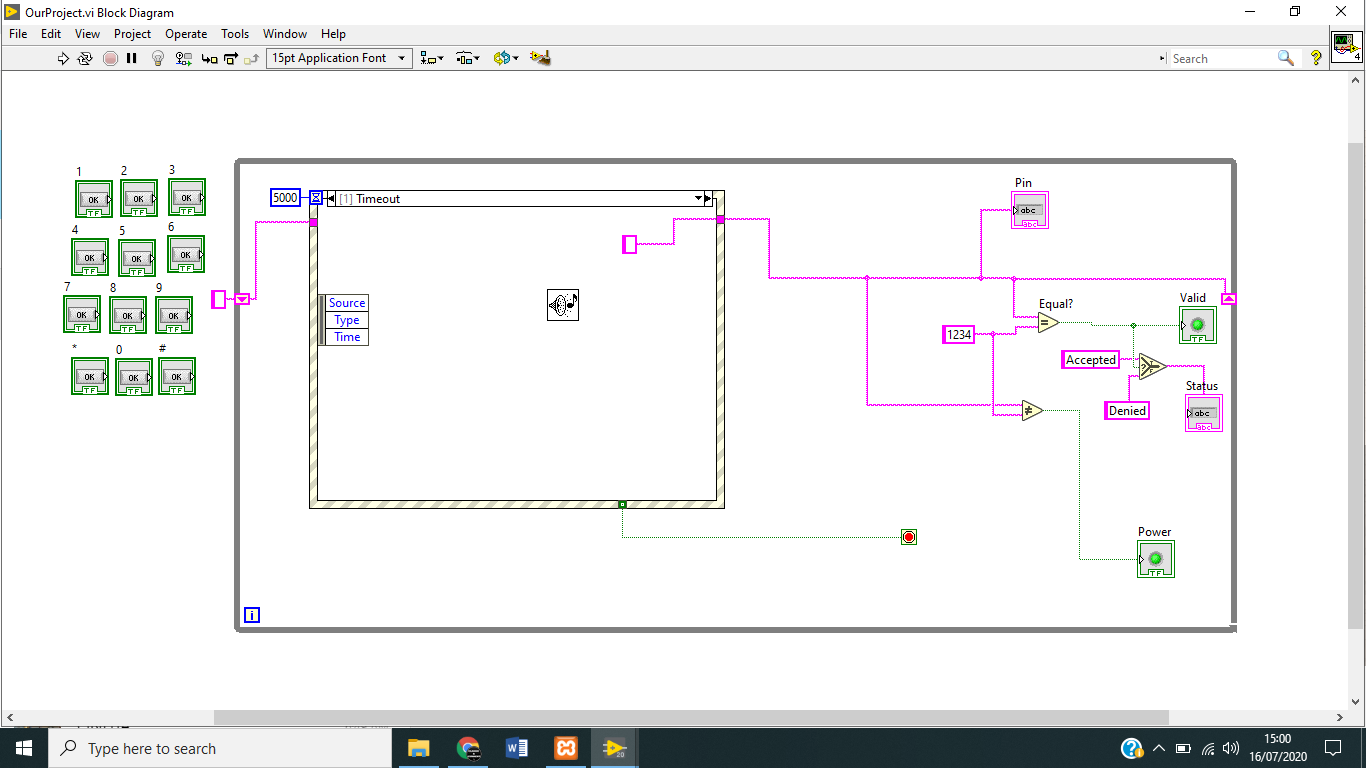 OurProject.vi Block Diagram
File Edit View Project Operate Tools Window Help
15pt Application Font
Search
4
1 2 3
OK OK OK
TF TF TF
4 5 6
OK OK OK
TF TF TF
7 8 9
OK OK OK
TF TF TF
* 0 #
OK OK OK
TF TF TF
5000
[1] Timeout
Source
Type
Time
i
Pin
abc
abc
Equal?
=
1234
Valid
TF
Accepted
T
?
F
Denied
Status
abc
abc
≠
Power
TF
Type here to search
W
20
15:00
16/07/2020